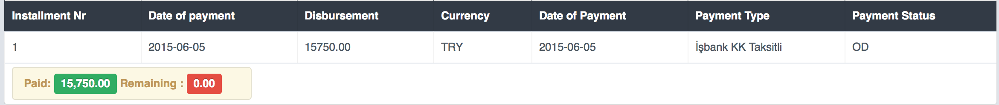 Installment Nr Date of payment Disbursement Currency Date of Payment Payment Type Payment Status
1 2015-06-05 15750.00 TRY 2015-06-05 İşbank KK Taksitli OD
Paid: 15,750.00 Remaining : 0.00